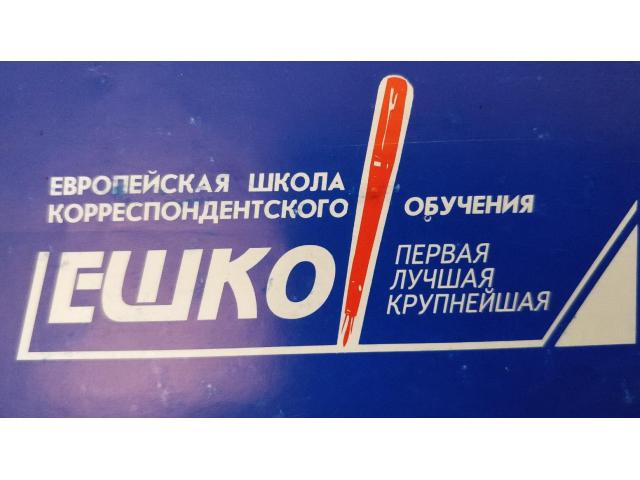 ЕВРОПЕЙСКАЯ ШКОЛА
КОРРЕСПОНДЕНТСКОГО ОБУЧЕНИЯ
ЕШКО
ПЕРВАЯ
ЛУЧШАЯ
КРУПНЕЙШАЯ